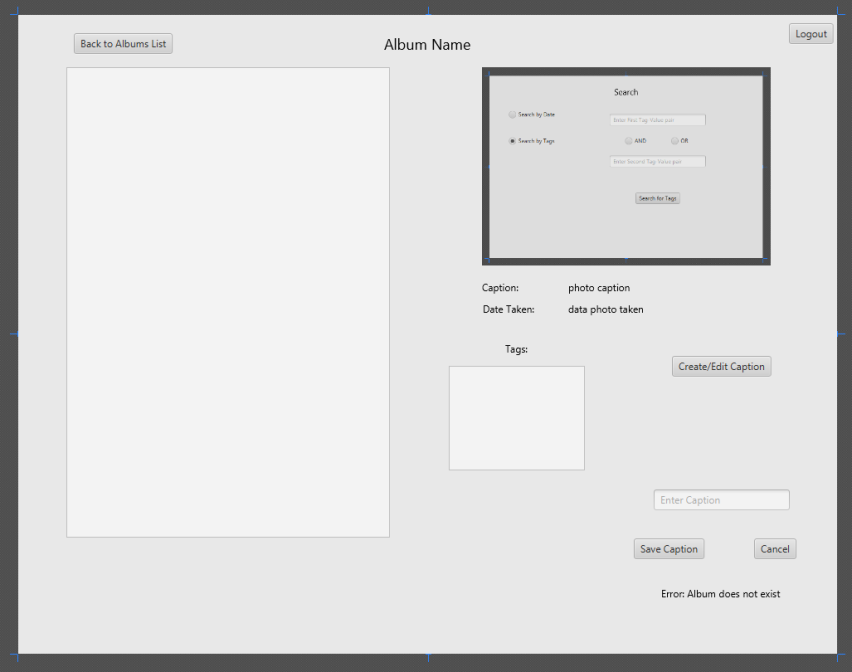 Logout
Back to Albums List
Album Name
Search
Search by Date
Enter First Tag Value pair
Search by Tags
AND
OR
Enter Second Tag Value pair
Search for Tags
Caption:
photo caption
Date Taken:
data photo taken
Tags:
Create/Edit Caption
Enter Caption
Save Caption
Cancel
Error: Album does not exist